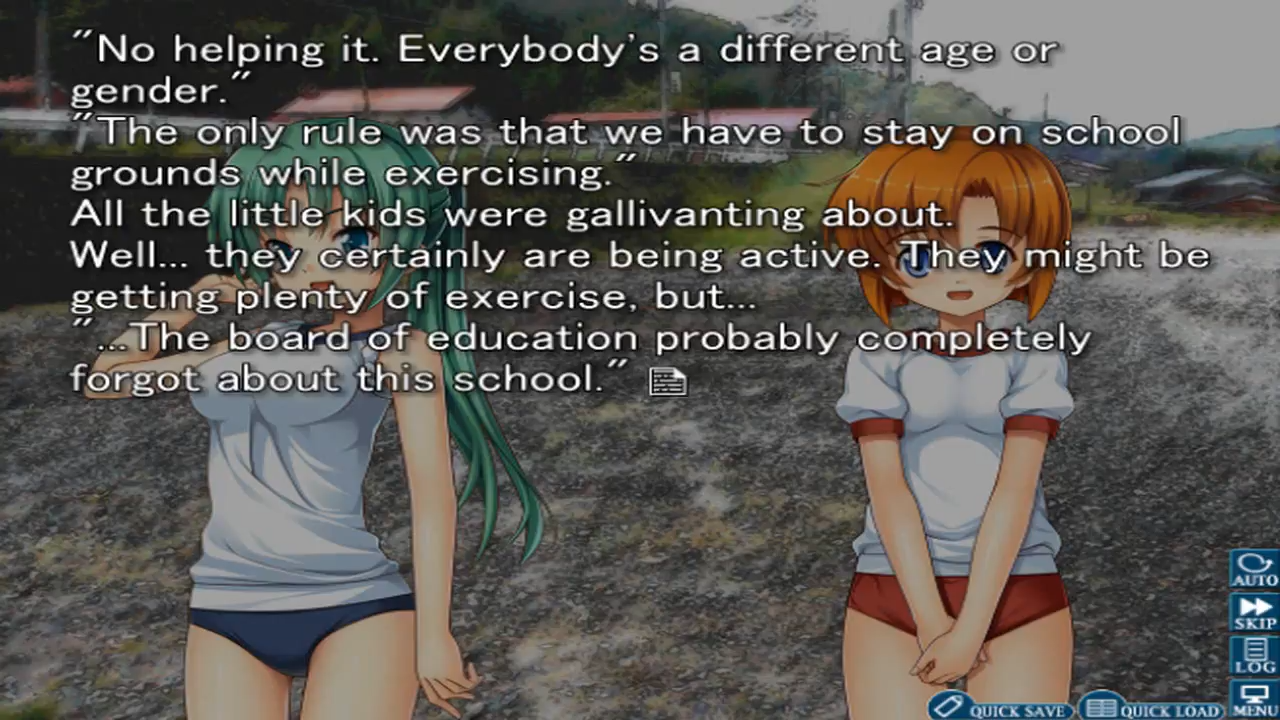 "No helping it. Everybody's a different age or
gender."
"The only rule was that we have to stay on school
grounds while exercising."
All the little kids were gallivanting about.
Well... they certainly are being active. They might be
getting plenty of exercise, but...
"...The board of education probably completely
forgot about this school."
AUTO
SKIP
LOG
MENU
QUICK SAVE
QUICK LOAD